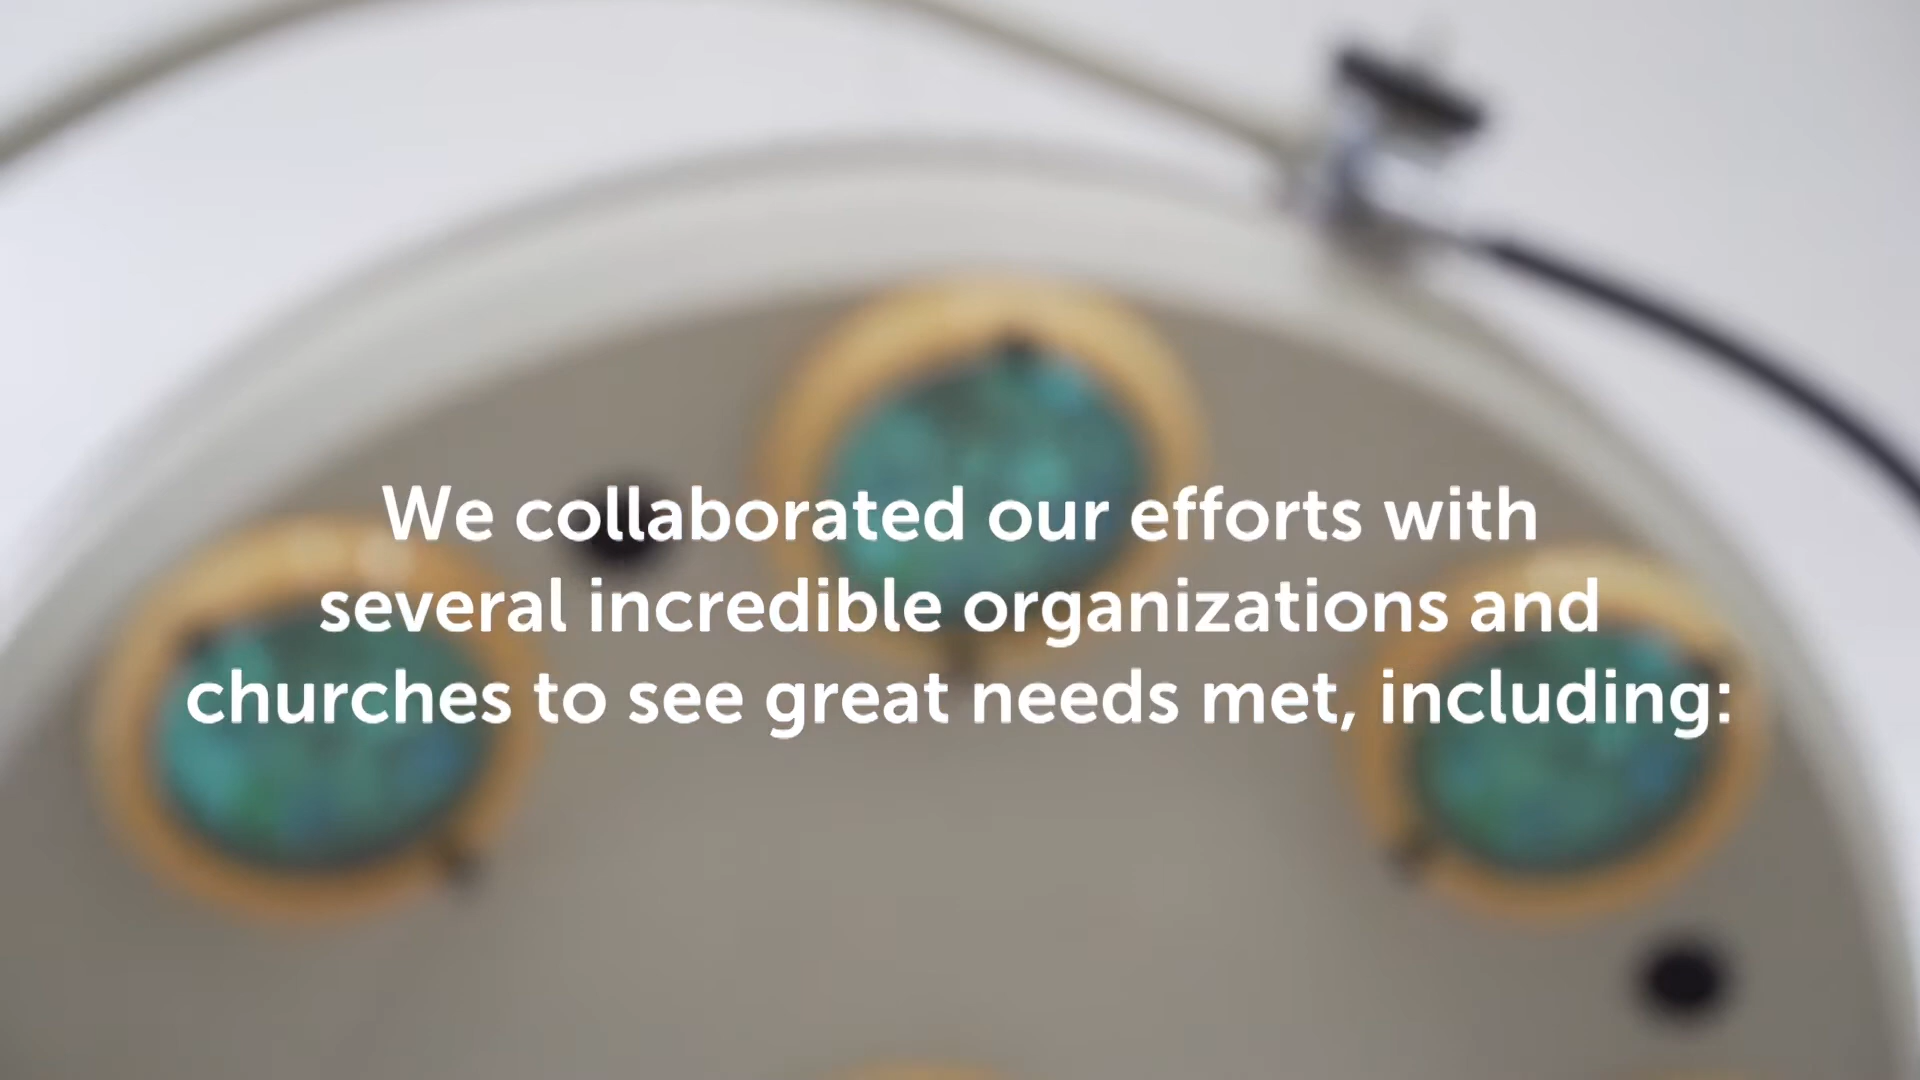 We collaborated our efforts with
several incredible organizations and
churches to see great needs met, including: